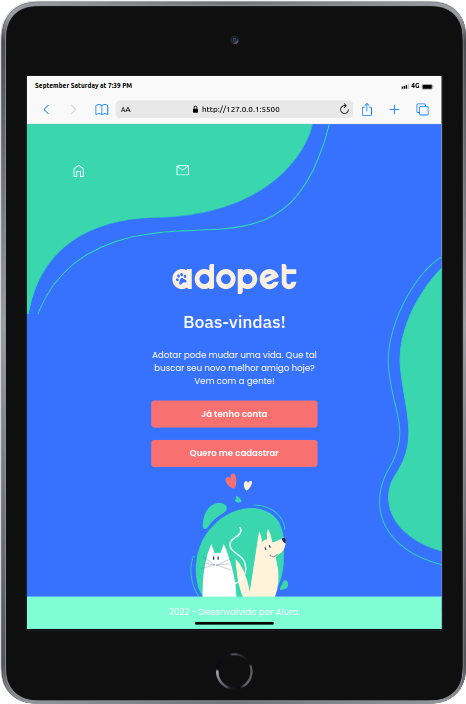 September Saturday at 7:39 PM
4G
AA
http://127.0.0.1:5500
adopet
Boas-vindas!
Adotar pode mudar uma vida. Que tal
buscar seu novo melhor amigo hoje?
Vem com a gente!
Já tenho conta
Quero me cadastrar
2022 - Desenvolvido por Alura.